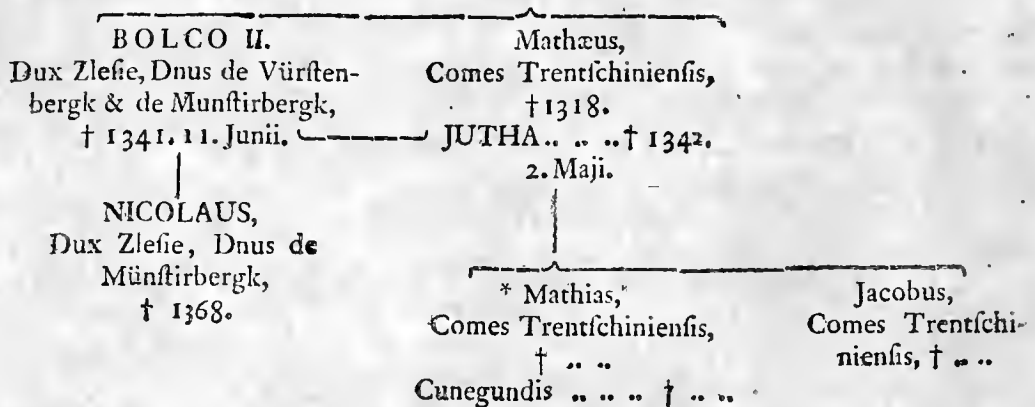 BOLCO II.
Dux Zleſie, Dnus de Vürſten-
bergk & de Munſtirbergk,
† 1341. 11. Junii.
NICOLAUS,
Dux Zleſie, Dnus de
Münſtirbergk,
† 1368.
Mathæus,
Comes Trentſchinienſis,
† 1318.
JUTHA.. .. ..† 1342.
2. Maji.
* Mathias,
Comes Trentſchinienſis,
† .. ..
Cunegundis .. .. .. † .. ..
Jacobus,
Comes Trentſchi-
nienſis, † .. ..